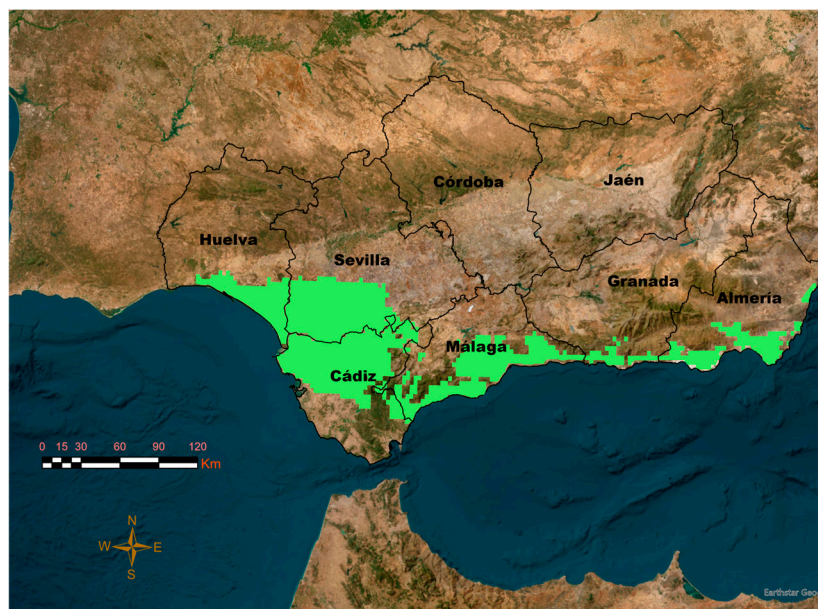 Córdoba
Jaén
Huelva
Sevilla
Granada
Almería
Málaga
Cádiz
0 15 30 60 90 120
Km
N
W E
S
Earthstar Geo